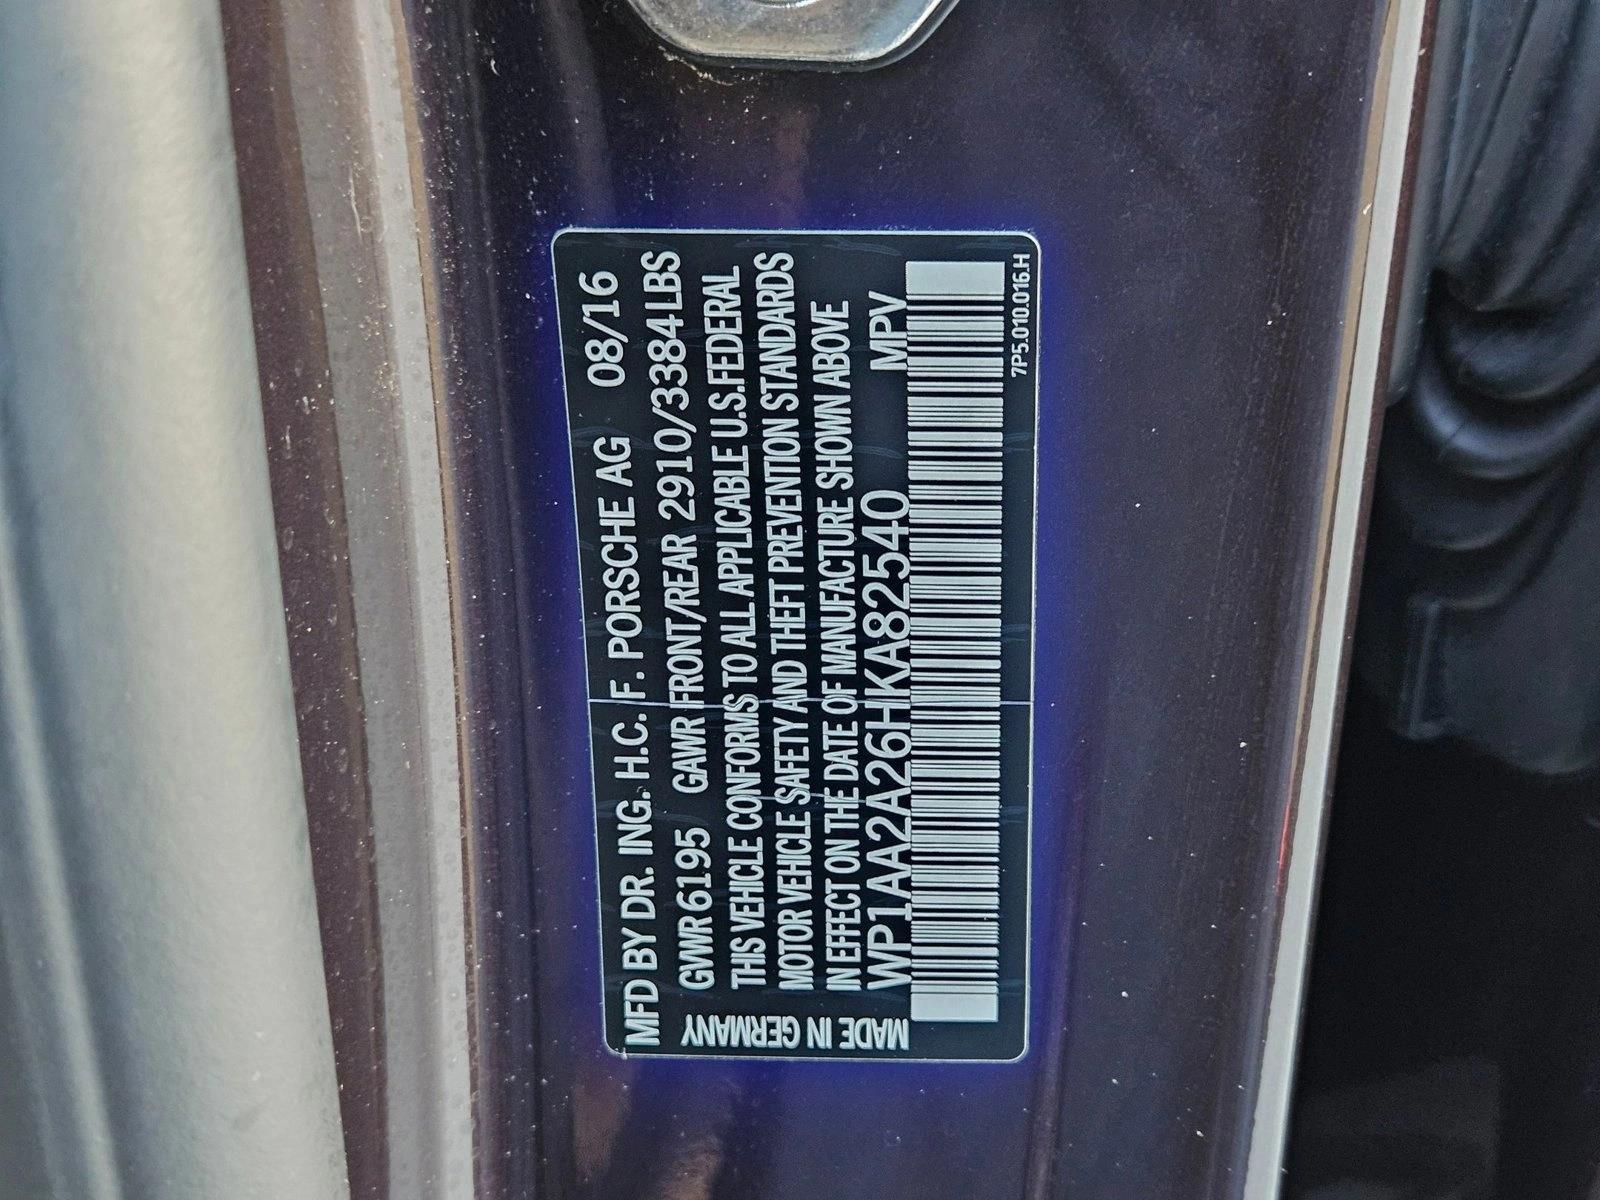 MFD BY DR. ING. H.C. F. PORSCHE AG 08/16
GVWR 6195 GAWR FRONT/REAR 2910/3384LBS
THIS VEHICLE CONFORMS TO ALL APPLICABLE U.S.FEDERAL
MOTOR VEHICLE SAFETY AND THEFT PREVENTION STANDARDS
IN EFFECT ON THE DATE OF MANUFACTURE SHOWN ABOVE
WP1AA2A26HKA82540 MPV
7P5.010.016.H
MADE IN GERMANY